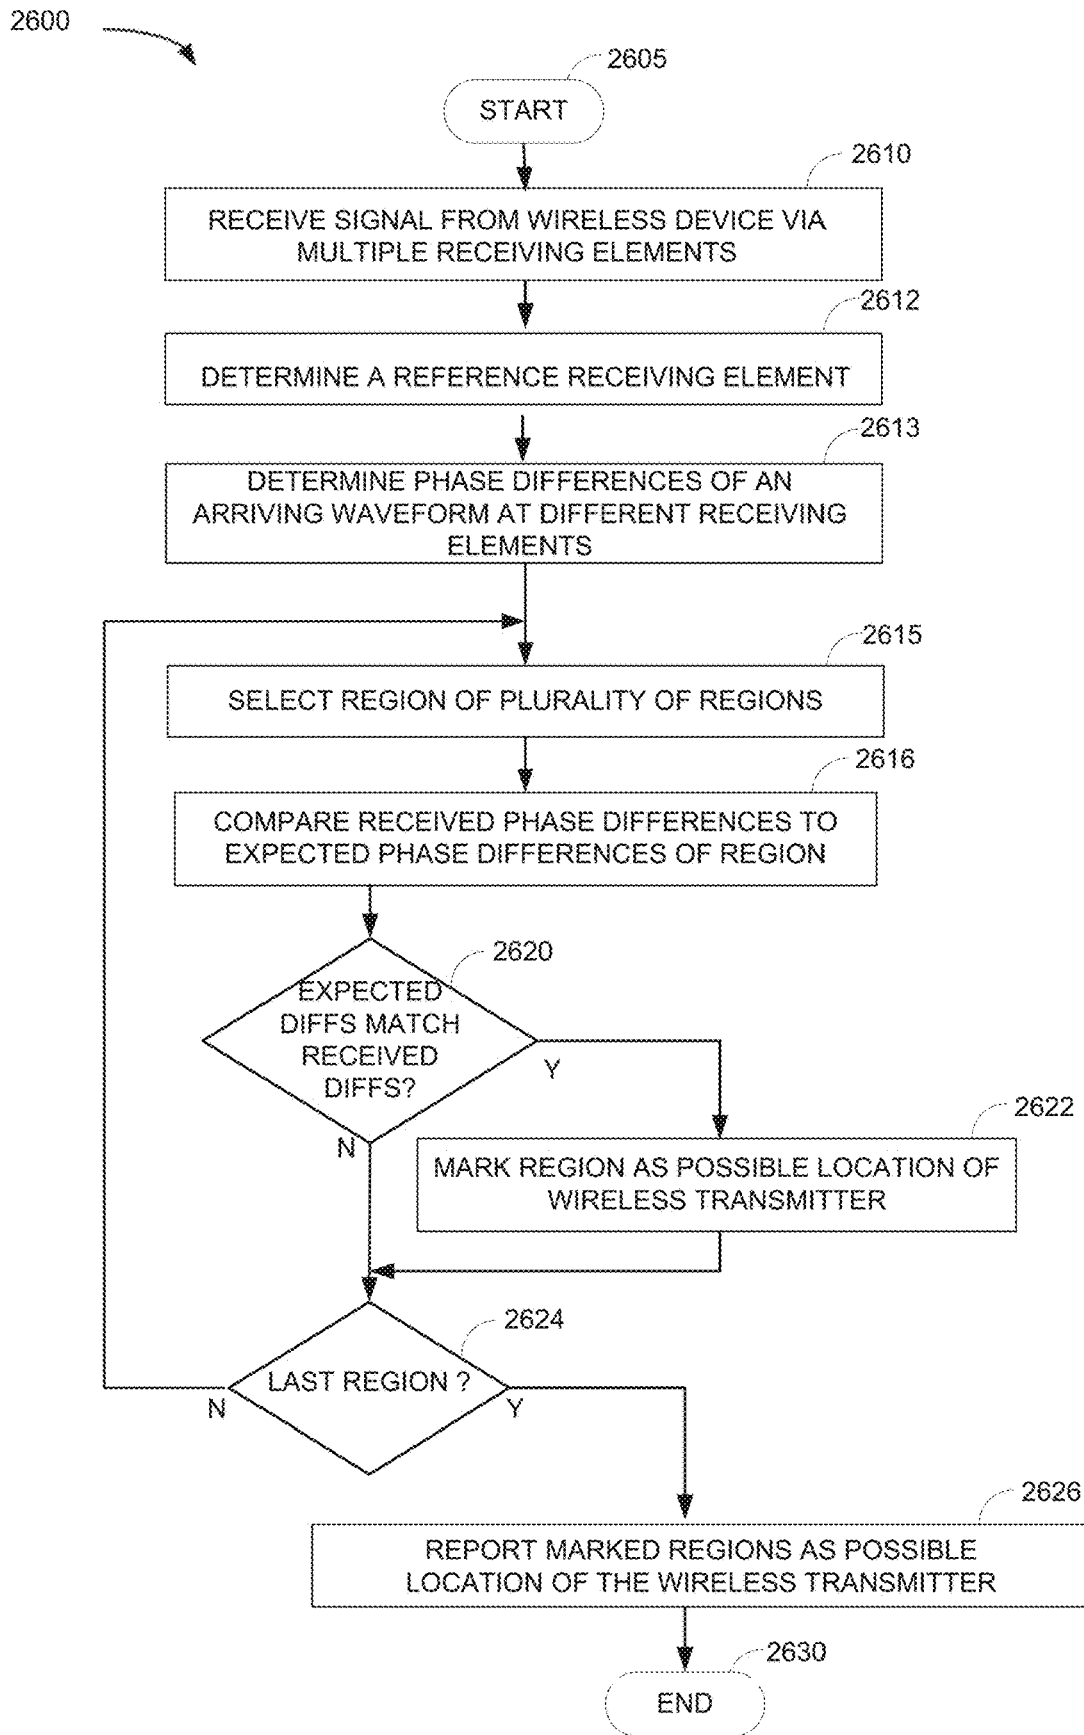 2600
2605
START
2610
RECEIVE SIGNAL FROM WIRELESS DEVICE VIA
MULTIPLE RECEIVING ELEMENTS
2612
DETERMINE A REFERENCE RECEIVING ELEMENT
2613
DETERMINE PHASE DIFFERENCES OF AN
ARRIVING WAVEFORM AT DIFFERENT RECEIVING
ELEMENTS
2615
SELECT REGION OF PLURALITY OF REGIONS
2616
COMPARE RECEIVED PHASE DIFFERENCES TO
EXPECTED PHASE DIFFERENCES OF REGION
2620
EXPECTED
DIFFS MATCH
RECEIVED
DIFFS?
Y
N
2622
MARK REGION AS POSSIBLE LOCATION OF
WIRELESS TRANSMITTER
2624
LAST REGION ?
N
Y
2626
REPORT MARKED REGIONS AS POSSIBLE
LOCATION OF THE WIRELESS TRANSMITTER
2630
END